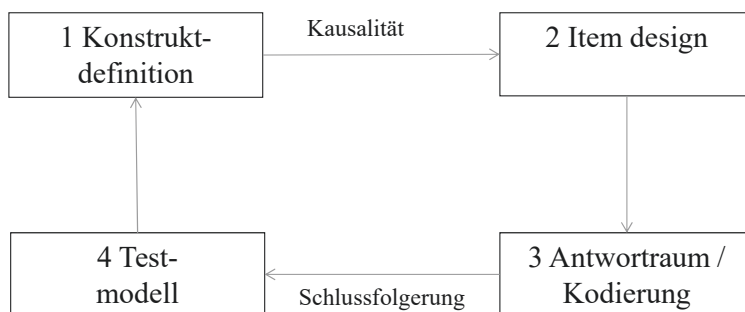 1 Konstrukt-
definition
Kausalität
2 Item design
4 Test-
modell
Schlussfolgerung
3 Antwortraum /
Kodierung